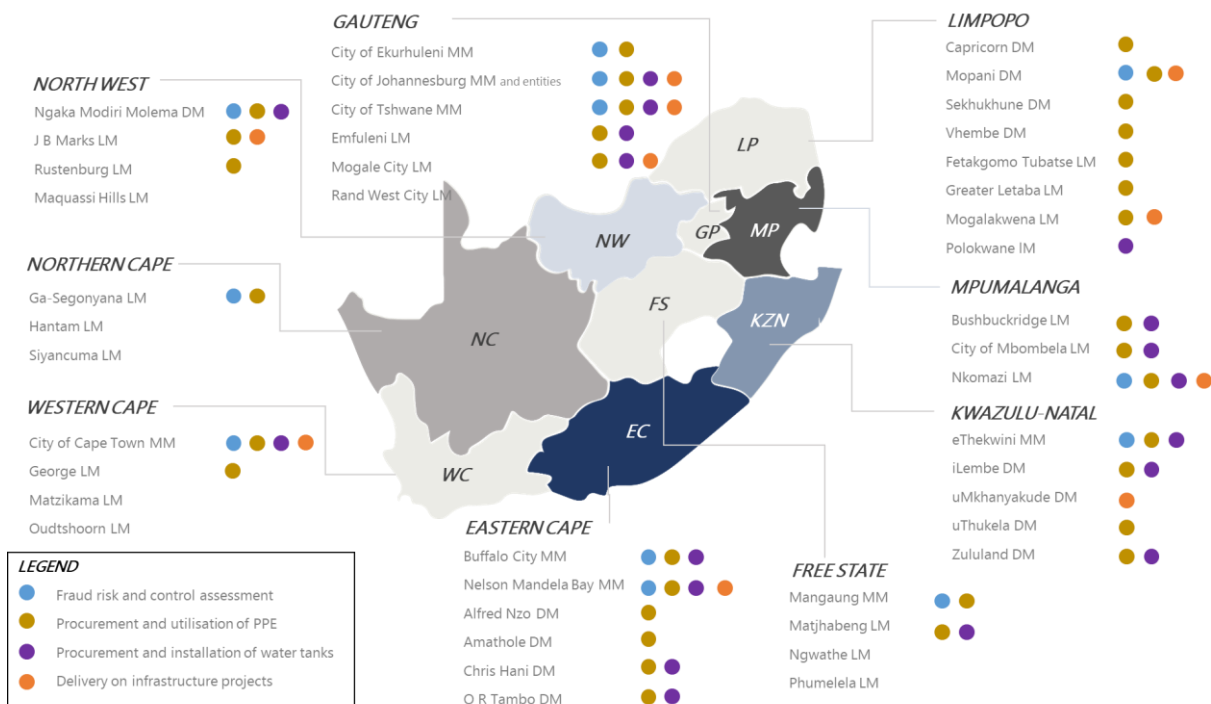 GAUTENG
City of Ekurhuleni MM
City of Johannesburg MM and entities
City of Tshwane MM
Emfuleni LM
Mogale City LM
Rand West City LM
LIMPOPO
Capricorn DM
Mopani DM
Sekhukhune DM
Vhembe DM
Fetakgomo Tubatse LM
Greater Letaba LM
Mogalakwena LM
Polokwane lM
NORTH WEST
Ngaka Modiri Molema DM
J B Marks LM
Rustenburg LM
Maquassi Hills LM
NORTHERN CAPE
Ga-Segonyana LM
Hantam LM
Siyancuma LM
WESTERN CAPE
City of Cape Town MM
George LM
Matzikama LM
Oudtshoorn LM
LP
NW
GP
MP
FS
KZN
NC
EC
WC
MPUMALANGA
Bushbuckridge LM
City of Mbombela LM
Nkomazi LM
KWAZULU-NATAL
eThekwini MM
iLembe DM
uMkhanyakude DM
uThukela DM
Zululand DM
EASTERN CAPE
Buffalo City MM
Nelson Mandela Bay MM
Alfred Nzo DM
Amathole DM
Chris Hani DM
O R Tambo DM
FREE STATE
Mangaung MM
Matjhabeng LM
Ngwathe LM
Phumelela LM
LEGEND
Fraud risk and control assessment
Procurement and utilisation of PPE
Procurement and installation of water tanks
Delivery on infrastructure projects